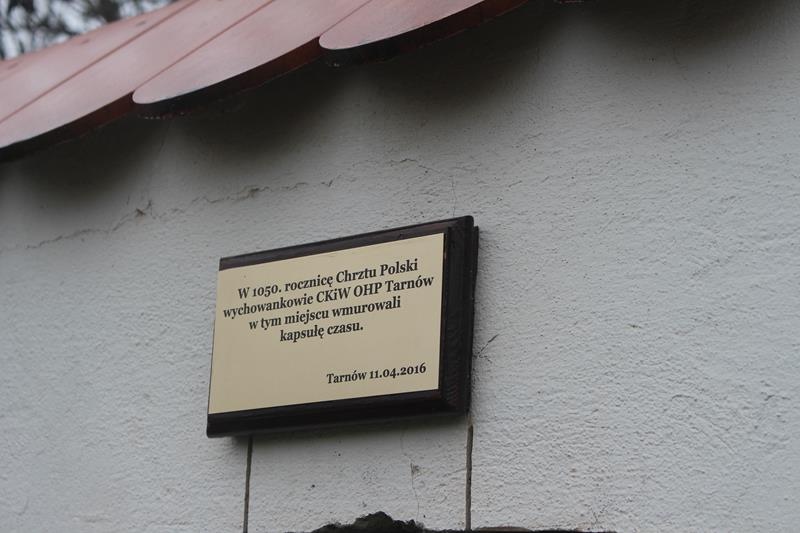 W 1050. rocznicę Chrztu Polski
wychowankowie CKiW OHP Tarnów
w tym miejscu wmurowali
kapsułę czasu.
Tarnów 11.04.2016